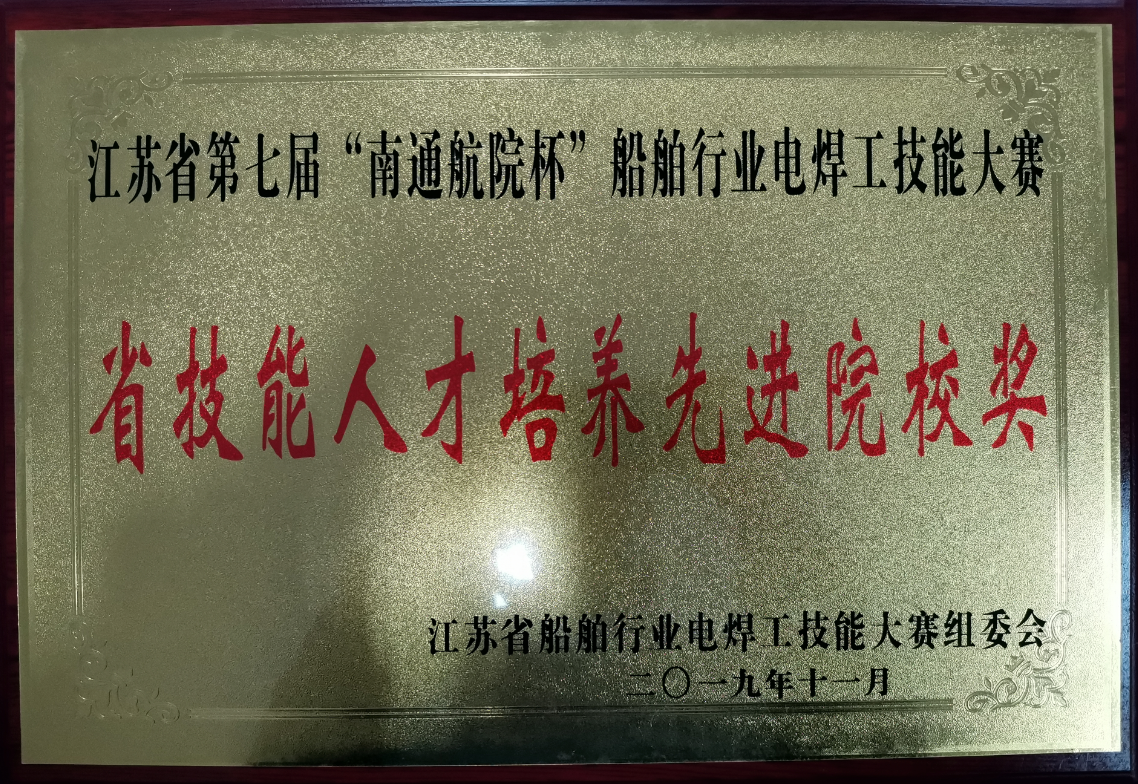 江苏省第七届“南通航院杯”船舶行业电焊工技能大赛
省技能人才培养先进院校奖
江苏省船舶行业电焊工技能大赛组委会
二〇一九年十一月